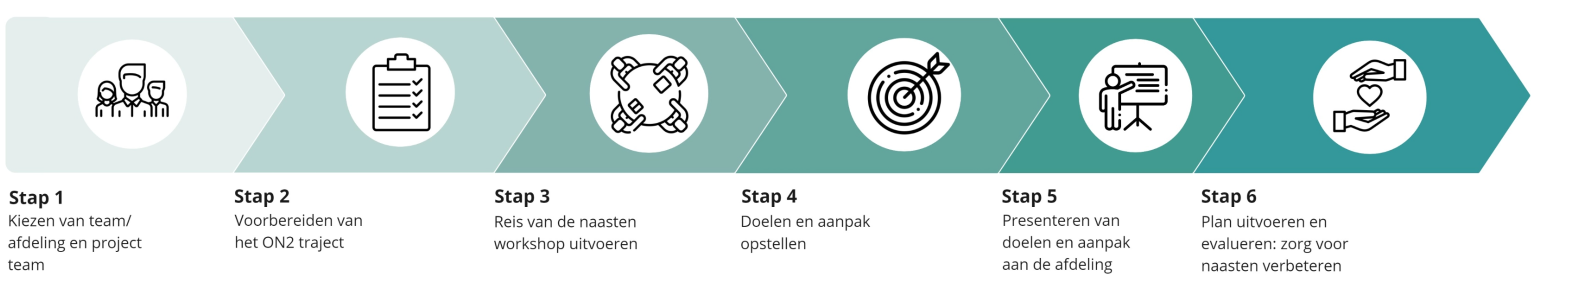 Stap 1
Kiezen van team/
afdeling en project
team
Stap 2
Voorbereiden van
het ON2 traject
Stap 3
Reis van de naasten
workshop uitvoeren
Stap 4
Doelen en aanpak
opstellen
Stap 5
Presenteren van
doelen en aanpak
aan de afdeling
Stap 6
Plan uitvoeren en
evalueren: zorg voor
naasten verbeteren